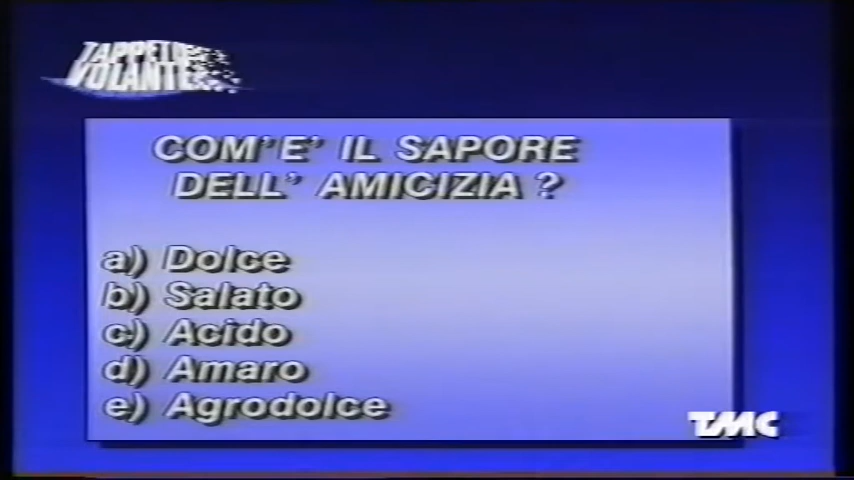 TAPPETO
VOLANTE
COM'E' IL SAPORE
DELL' AMICIZIA ?
a) Dolce
b) Salato
c) Acido
d) Amaro
e) Agrodolce
TMC